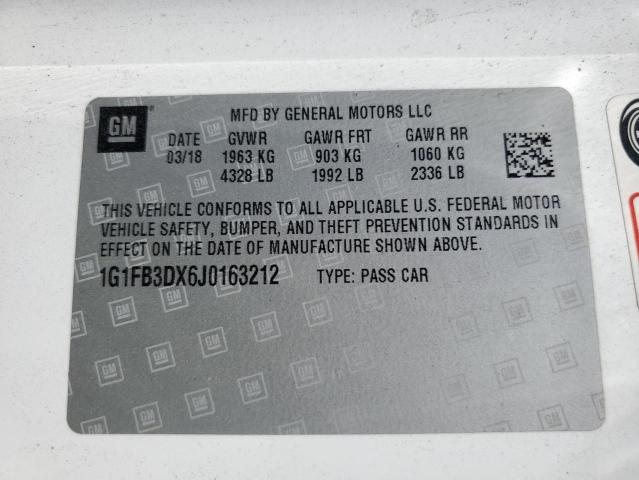 GM
MFD BY GENERAL MOTORS LLC
DATE GVWR GAWR FRT GAWR RR
03/18 1963 KG 903 KG 1060 KG
4328 LB 1992 LB 2336 LB
THIS VEHICLE CONFORMS TO ALL APPLICABLE U.S. FEDERAL MOTOR
VEHICLE SAFETY, BUMPER, AND THEFT PREVENTION STANDARDS IN
EFFECT ON THE DATE OF MANUFACTURE SHOWN ABOVE.
1G1FB3DX6J0163212 TYPE: PASS CAR